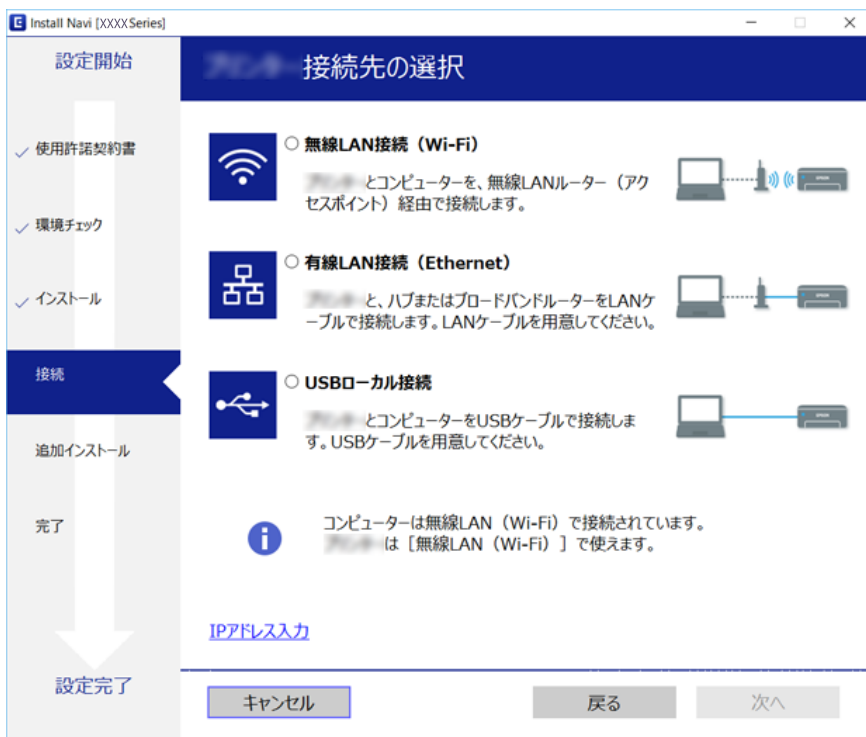 Install Navi [XXXX Series]
設定開始
使用許諾契約書
環境チェック
インストール
接続
追加インストール
完了
設定完了
接続先の選択
無線LAN接続（Wi-Fi）
とコンピューターを、無線LANルーター（アク
セスポイント）経由で接続します。
有線LAN接続（Ethernet）
と、ハブまたはブロードバンドルーターをLANケ
ーブルで接続します。LANケーブルを用意してください。
USBローカル接続
とコンピューターをUSBケーブルで接続しま
す。USBケーブルを用意してください。
コンピューターは無線LAN（Wi-Fi）で接続されています。
は［無線LAN（Wi-Fi）］で使えます。
IPアドレス入力
キャンセル
戻る
次へ